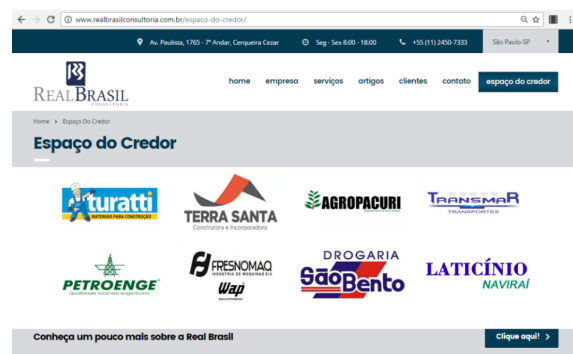 www.realbrasilconsultoria.com.br/espaco-do-credor/
Av. Paulista, 1765 - 7º Andar, Cerqueira Cezar
Seg - Sex 8:00 - 18:00
+55 (11) 2450-7333
São Paulo-SP
REALBRASIL
CONSULTORIA
home empresa serviços artigos clientes contato espaço do credor
Home > Espaço Do Credor
Espaço do Credor
turatti
MATERIAIS PARA CONSTRUÇÃO
TERRA SANTA
Construtora e Incorporadora
AGROPACURI
TRANSMAR
TRANSPORTES
PETROENGE
Qualidade total em engenharia
FRESNOMAQ
INDÚSTRIA DE MÁQUINAS S/A
Wap
DROGARIA
São Bento
LATICÍNIO
NAVIRAÍ
Conheça um pouco mais sobre a Real Brasil
Clique aqui! >